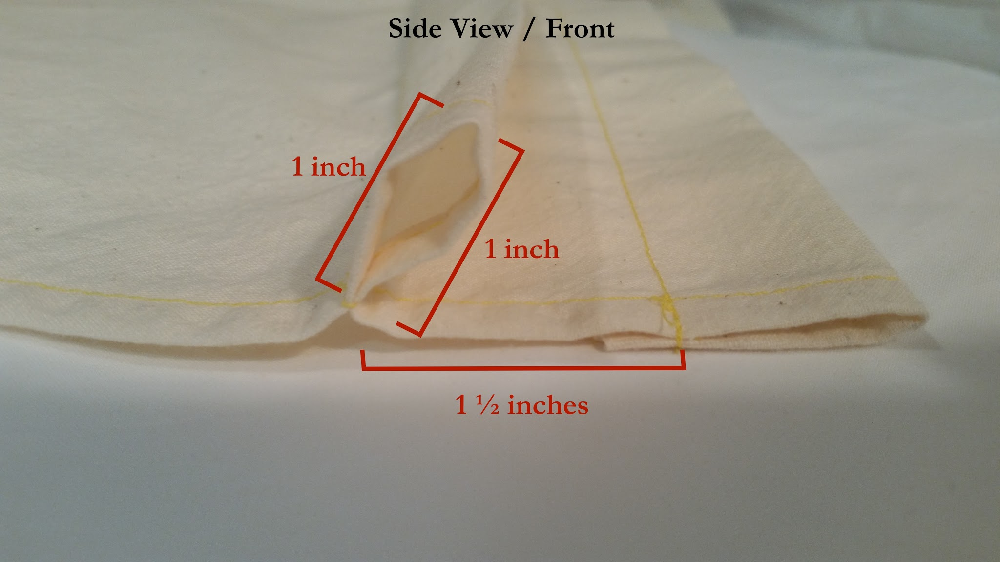 Side View / Front
1 inch
1 inch
1 ½ inches